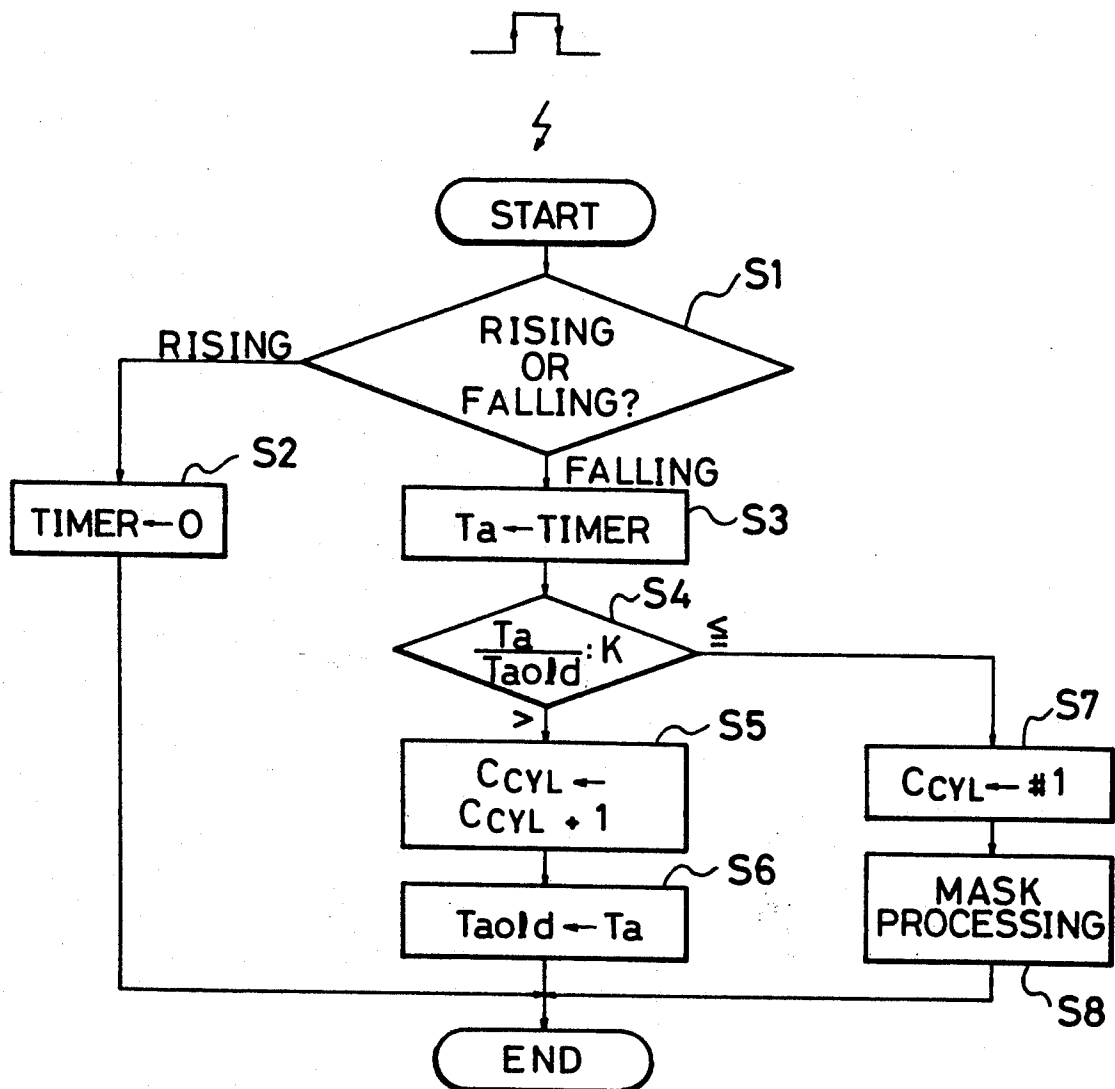 START
S1
RISING
RISING
OR
FALLING?
S2
FALLING
TIMER←0
S3
Ta←TIMER
S4
Ta
Taold
:K
≦
>
S5
S7
CCYL←
CCYL + 1
CCYL←#1
S6
Taold←Ta
MASK
PROCESSING
S8
END